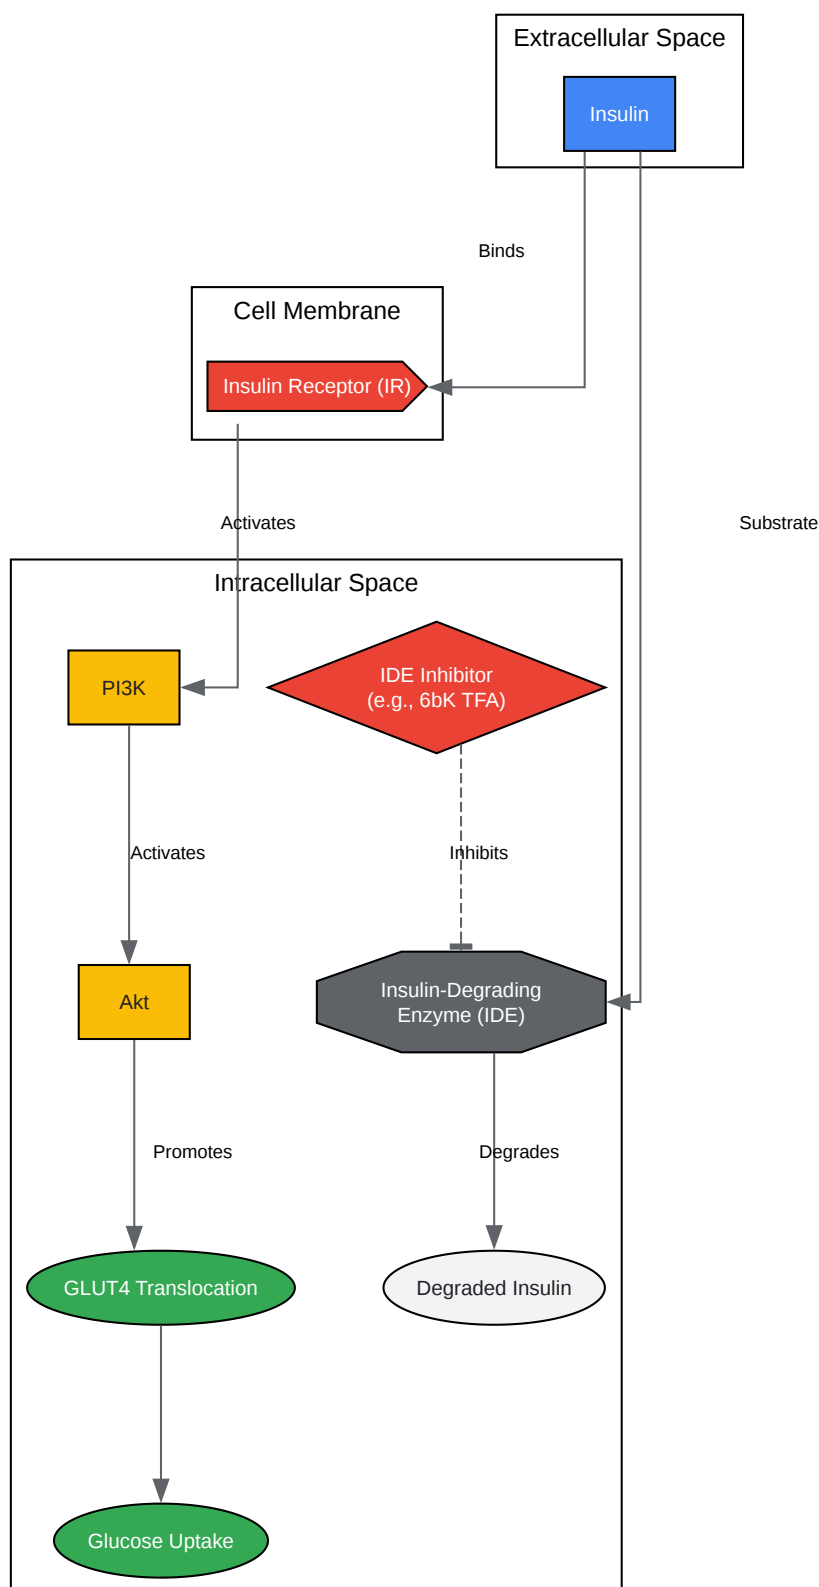 Extracellular Space
Insulin
Binds
Cell Membrane
Insulin Receptor (IR)
Activates
Substrate
Intracellular Space
PI3K
IDE Inhibitor
(e.g., 6bK TFA)
Activates
Inhibits
Akt
Insulin-Degrading
Enzyme (IDE)
Promotes
Degrades
GLUT4 Translocation
Degraded Insulin
Glucose Uptake